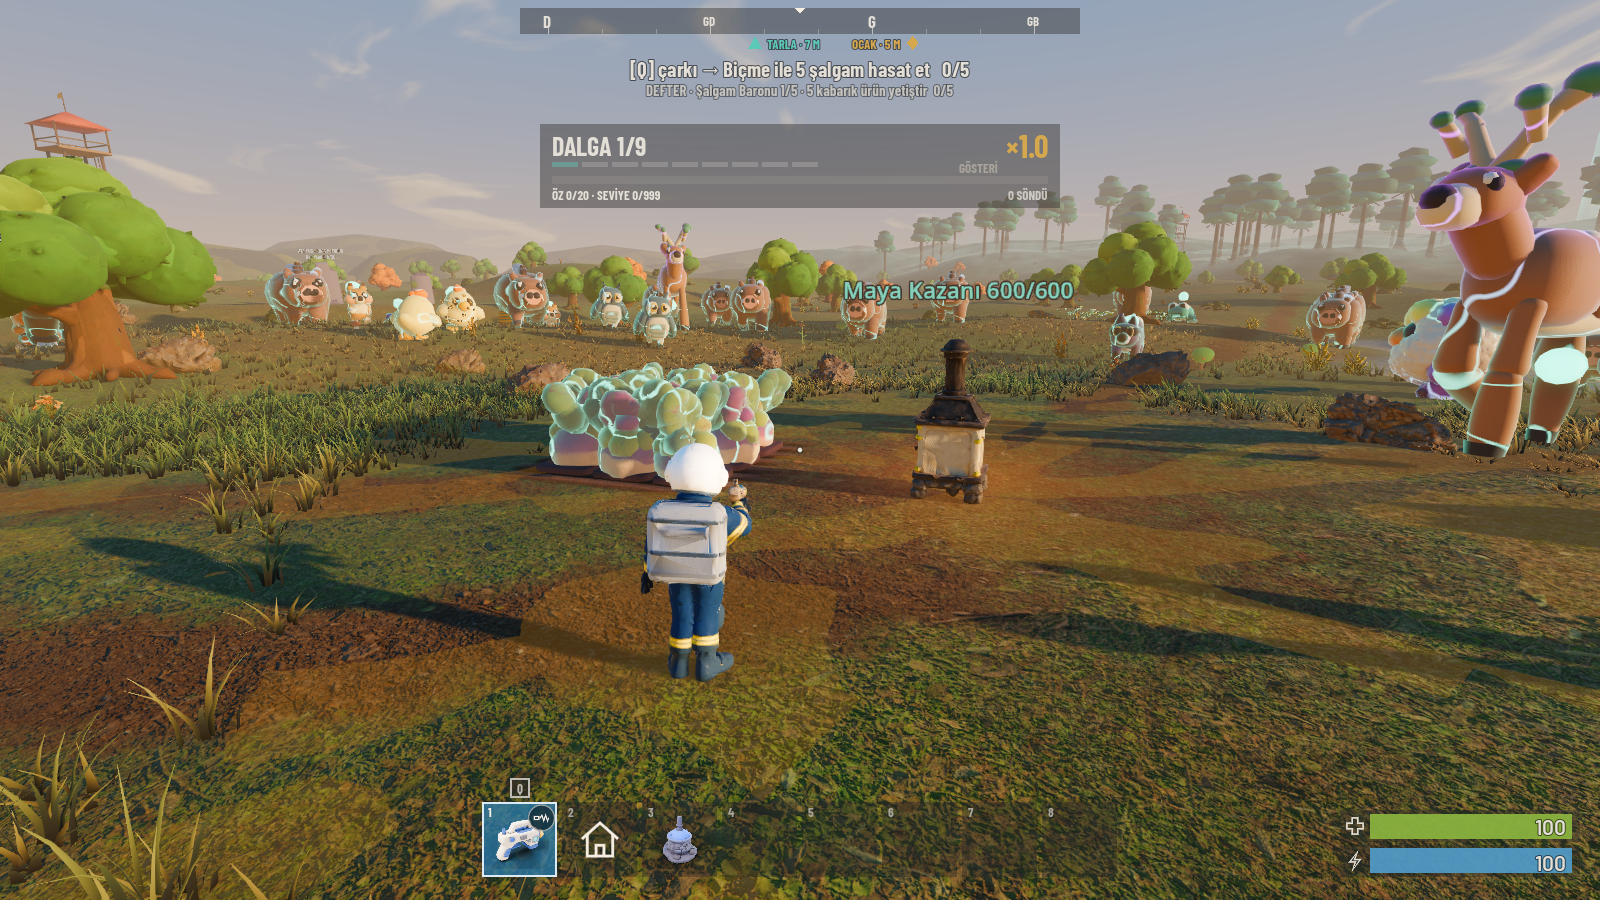 D GD G GB
TARLA · 7 M OCAK · 5 M
[Q] çarkı → Biçme ile 5 şalgam hasat et 0/5
DEFTER · Şalgam Baronu 1/5 · 5 kabarık ürün yetiştir 0/5
DALGA 1/9
×1.0
GÖSTERİ
ÖZ 0/20 · SEVİYE 0/999
0 SÖNDÜ
Maya Kazanı 600/600
Q
1 2 3 4 5 6 7 8
100
100